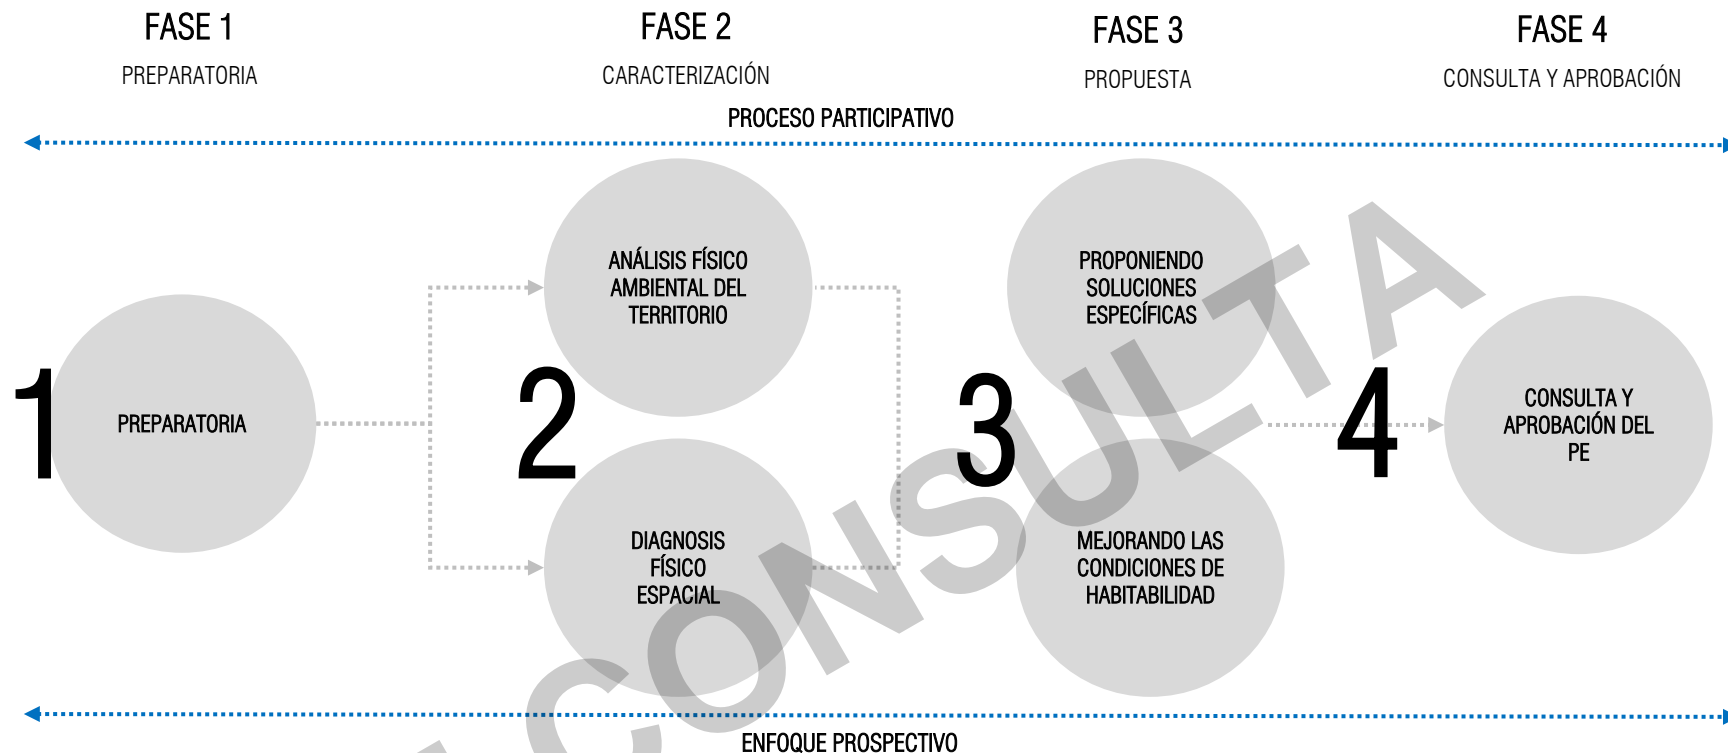 FASE 1
PREPARATORIA
FASE 2
CARACTERIZACIÓN
FASE 3
PROPUESTA
FASE 4
CONSULTA Y APROBACIÓN
PROCESO PARTICIPATIVO
1
PREPARATORIA
2
ANÁLISIS FÍSICO
AMBIENTAL DEL
TERRITORIO
DIAGNOSIS
FÍSICO
ESPACIAL
3
PROPONIENDO
SOLUCIONES
ESPECÍFICAS
MEJORANDO LAS
CONDICIONES DE
HABITABILIDAD
4
CONSULTA Y
APROBACIÓN DEL
PE
ENFOQUE PROSPECTIVO
CONSULTA